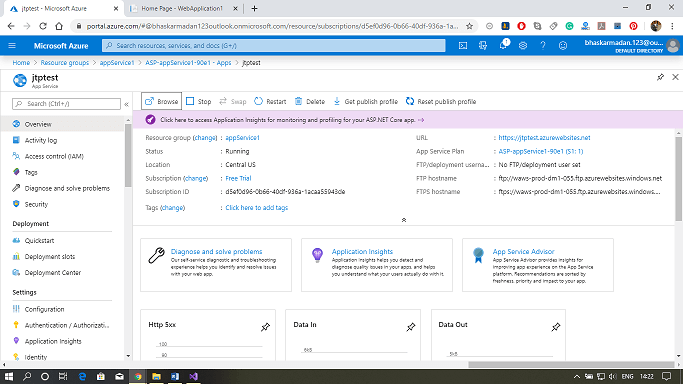 jtptest - Microsoft Azure
Home Page - WebApplication1
portal.azure.com/#@bhaskarmadan123outlook.onmicrosoft.com/resource/subscriptions/d5ef0d96-0b66-40df-936a-1a...
Microsoft Azure
Search resources, services, and docs (G+/)
1
bhaskarmadan.123@ou...
DEFAULT DIRECTORY
Home > Resource groups > appService1 > ASP-appService1-90e1 - Apps > jtptest
jtptest
App Service
Search (Ctrl+/)
Browse Stop Swap Restart Delete Get publish profile Reset publish profile
Click here to access Application Insights for monitoring and profiling for your ASP.NET Core app. →
Overview
Activity log
Access control (IAM)
Tags
Diagnose and solve problems
Security
Deployment
Quickstart
Deployment slots
Deployment Center
Settings
Configuration
Authentication / Authorizati...
Application Insights
Identity
Resource group (change) : appService1
Status : Running
Location : Central US
Subscription (change) : Free Trial
Subscription ID : d5ef0d96-0b66-40df-936a-1acaa55943de
Tags (change) : Click here to add tags
URL : https://jtptest.azurewebsites.net
App Service Plan : ASP-appService1-90e1 (S1: 1)
FTP/deployment userna... : No FTP/deployment user set
FTP hostname : ftp://waws-prod-dm1-055.ftp.azurewebsites.windows.net
FTPS hostname : ftps://waws-prod-dm1-055.ftp.azurewebsites.windows....
Diagnose and solve problems
Our self-service diagnostic and troubleshooting
experience helps you identify and resolve issues
with your web app.
Application Insights
Application Insights helps you detect and
diagnose quality issues in your apps, and helps
you understand what your users actually do with it.
App Service Advisor
App Service Advisor provides insights for
improving app experience on the App Service
platform. Recommendations are sorted by
freshness, priority and impact to your app.
Http 5xx
100
90
Data In
6kB
Data Out
5kB
ENG 14:22